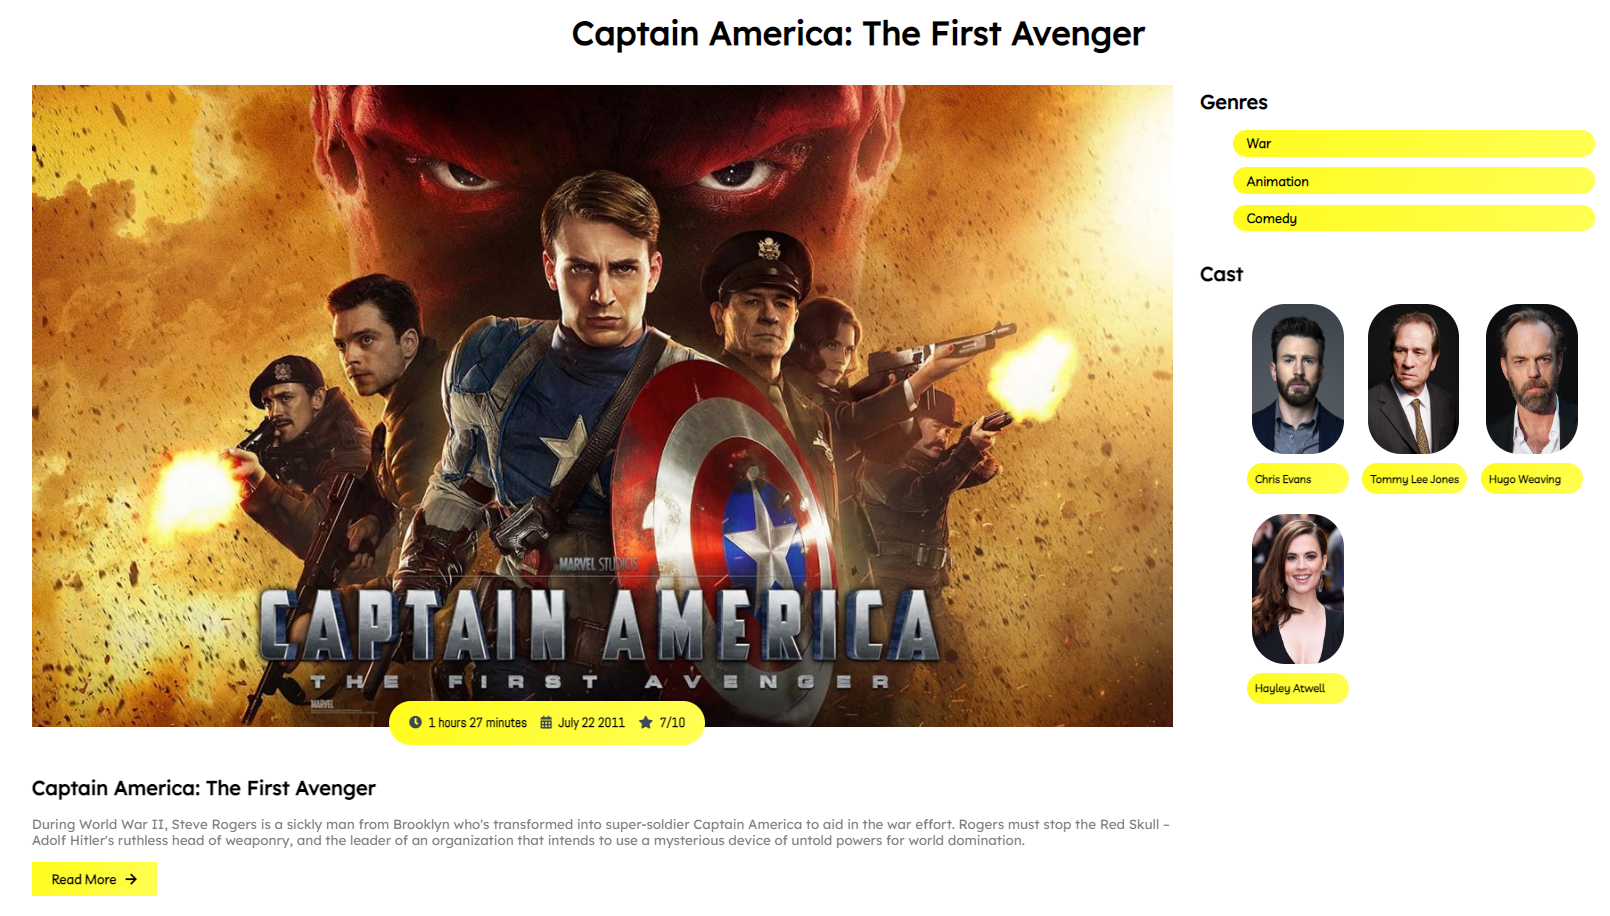 Captain America: The First Avenger
MARVEL STUDIOS
CAPTAIN AMERICA
THE FIRST AVENGER
MARVEL
1 hours 27 minutes July 22 2011 7/10
Captain America: The First Avenger
During World War II, Steve Rogers is a sickly man from Brooklyn who's transformed into super-soldier Captain America to aid in the war effort. Rogers must stop the Red Skull –
Adolf Hitler's ruthless head of weaponry, and the leader of an organization that intends to use a mysterious device of untold powers for world domination.
Read More
Genres
War
Animation
Comedy
Cast
Chris Evans
Tommy Lee Jones
Hugo Weaving
Hayley Atwell